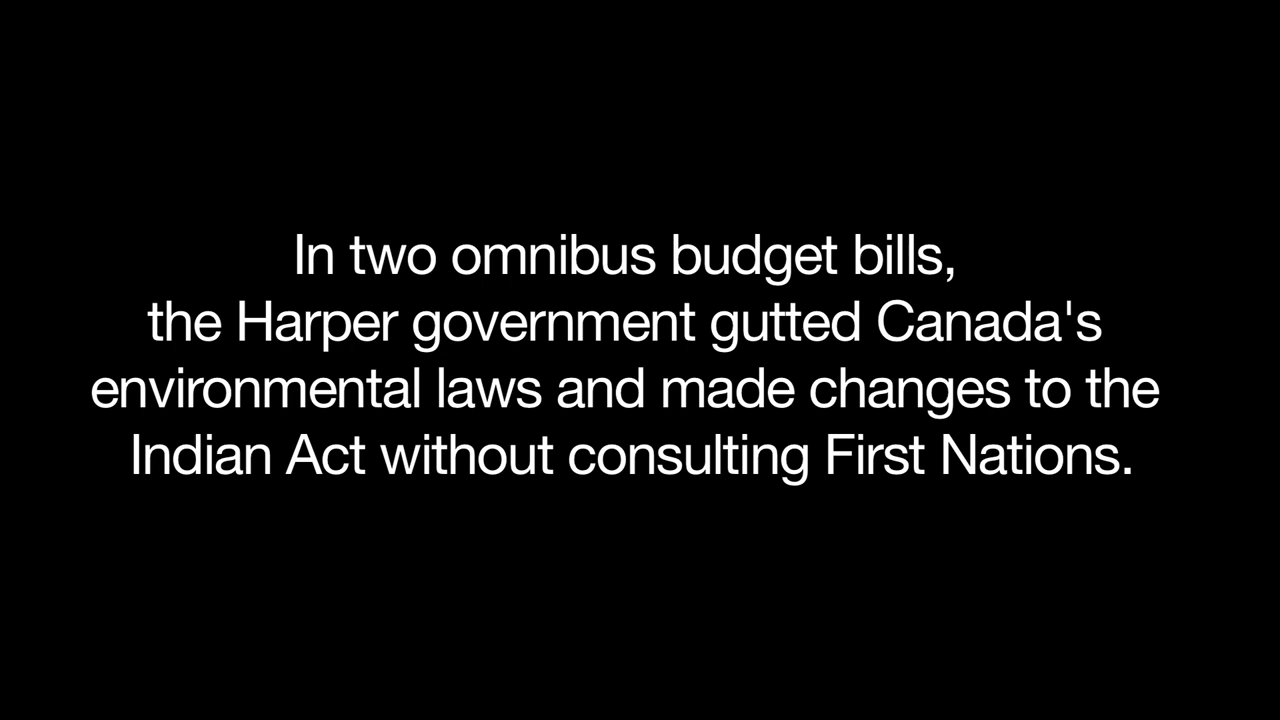 In two omnibus budget bills,
the Harper government gutted Canada's
environmental laws and made changes to the
Indian Act without consulting First Nations.